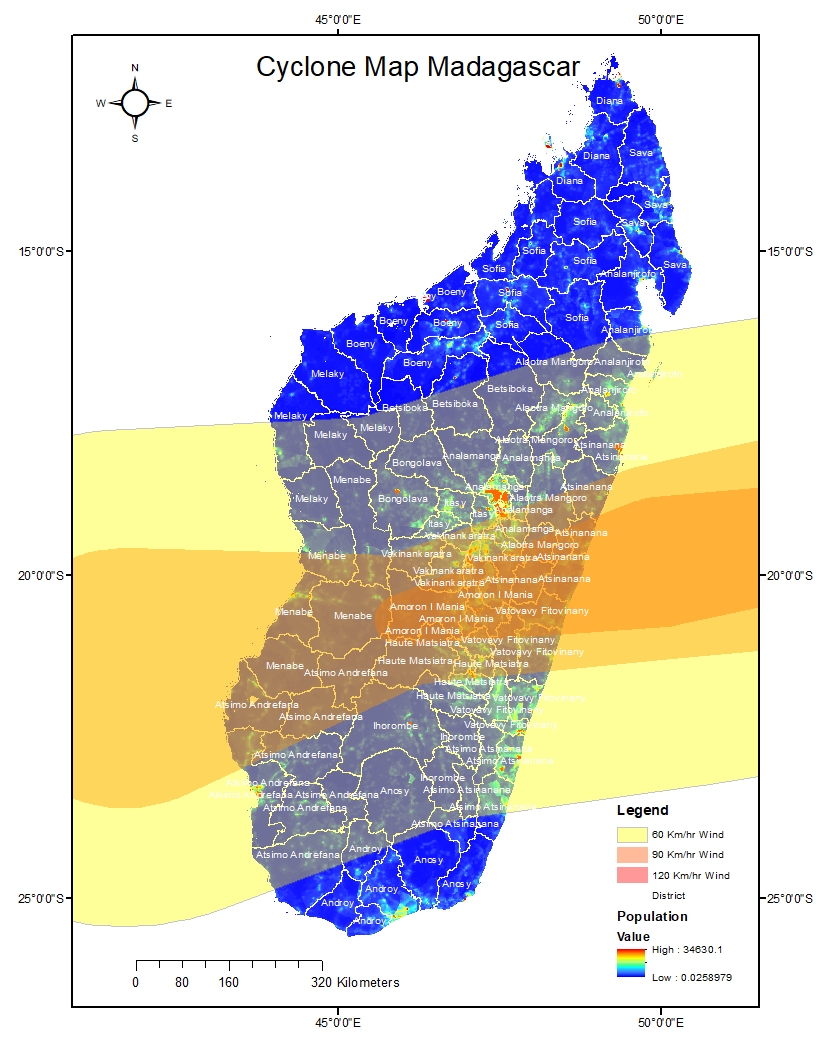 45°0'0"E 50°0'0"E
Cyclone Map Madagascar
N
W E
S
Diana
Diana Sava
Diana
Sava
Sofia Sava
Sofia
Sofia Sava
Sofia Analanjirofo
15°0'0"S 15°0'0"S
Boeny Sofia
Boeny Boeny Sofia Sofia
Boeny Analanjirof
Boeny Alaotra Mangoro Analanjirof
Melaky
Betsiboka Analanjirofo
Betsiboka Betsiboka Alaotra Mangoro Analanjirofo
Melaky
Melaky Melaky
Alaotra Mangoro Atsinanana
Bongolava Analamanga Analamanga Atsinanana
Menabe Analamanga Atsinanana
Melaky Bongolava Itasy Alaotra Mangoro
Analamanga
Itasy
Vakinankaratra Analamanga Atsinanana
Alaotra Mangoro
Menabe Vakinankaratra Vakinankaratra Atsinanana
20°0'0"S Vakinankaratra 20°0'0"S
Vakinankaratra Atsinanana Atsinanana
Amoron I Mania
Menabe Menabe Amoron I Mania Vatovavy Fitovinany
Amoron I Mania
Amoron I Mania
Haute Matsiatra Vatovavy Fitovinany
Vatovavy Fitovinany
Menabe Haute Matsiatra Haute Matsiatra
Atsimo Andrefana
Haute Matsiatra
Haute Matsiatra Vatovavy Fitovinany
Atsimo Andrefana Vatovavy Fitovinany
Atsimo Andrefana Ihorombe Vatovavy Fitovinany
Ihorombe
Atsimo Andrefana Atsimo Atsinanana
Atsimo Atsinanana
Atsimo Andrefana Ihorombe
Atsimo Andrefana Atsimo Andrefana Anosy Atsimo Atsinanana
Atsimo Andrefana Atsimo Atsinanana
Atsimo Atsinanana
Atsimo Andrefana Androy
Anosy
Androy Anosy
Androy
Androy
25°0'0"S 25°0'0"S
Legend
60 Km/hr Wind
90 Km/hr Wind
120 Km/hr Wind
District
Population
Value
High : 34630.1
Low : 0.0258979
0 80 160 320 Kilometers
45°0'0"E 50°0'0"E